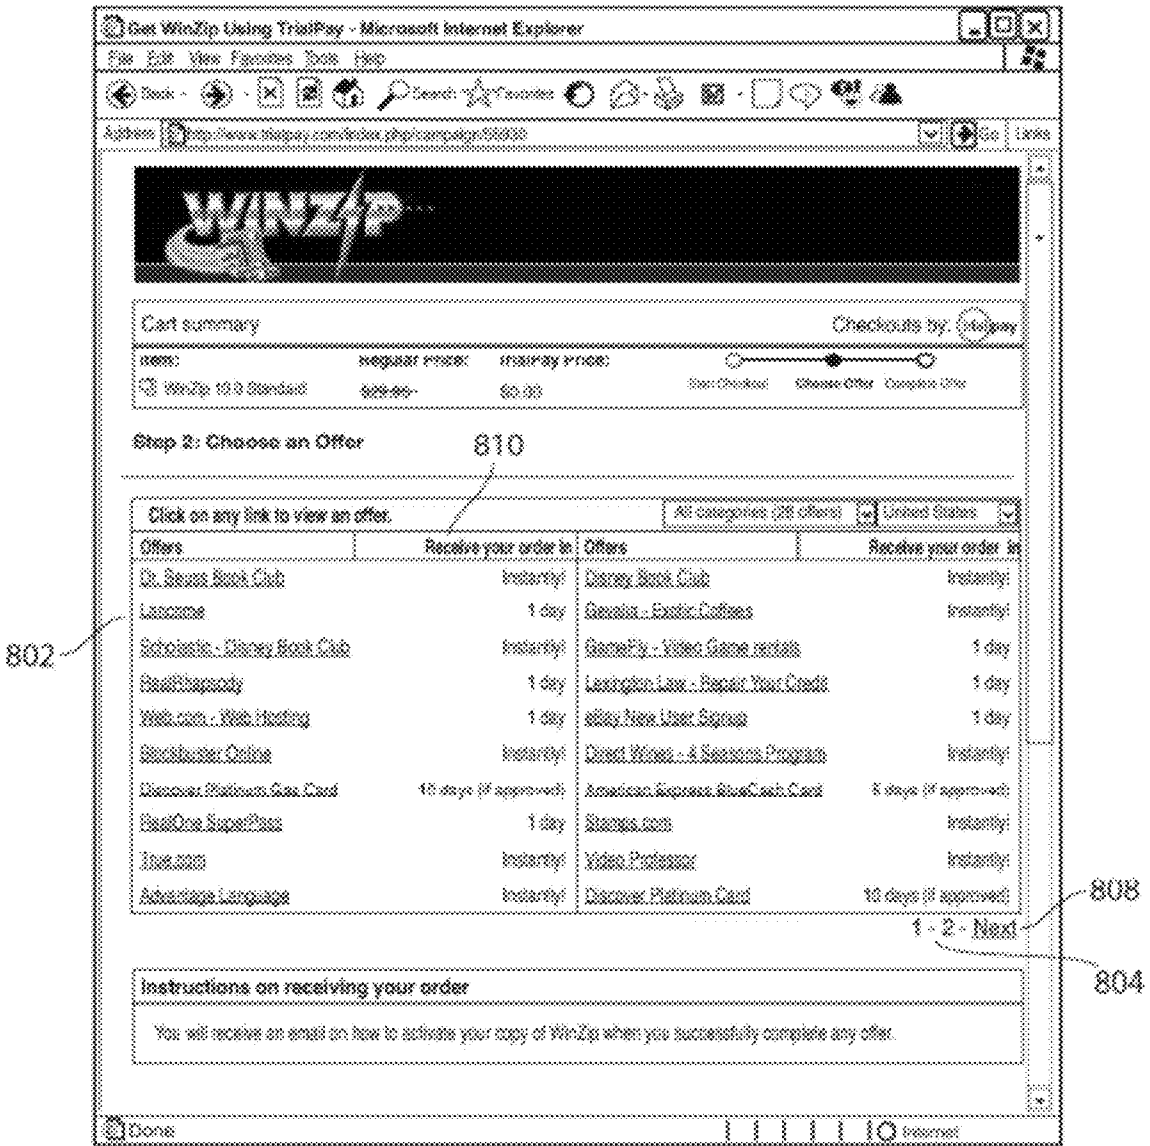 Get WinZip Using TrialPay - Microsoft Internet Explorer
File Edit View Favorites Tools Help
Back Search Favorites
Address Go Links
WINZIP
Cart summary Checkouts by: trialpay
Item: Regular Price: TrialPay Price:
WinZip 10.0 Standard $0.00
Start Checkout Choose Offer Complete Offer
Step 2: Choose an Offer
810
Click on any link to view an offer. All categories (28 offers) United States
Offers Receive your order in Offers Receive your order in
Dr. Seuss Book Club Instantly! Disney Book Club Instantly!
Lancome 1 day Gevalia - Exotic Coffees Instantly!
802
Scholastic - Disney Book Club Instantly! GameFly - Video Game rentals 1 day
RealRhapsody 1 day Lexington Law - Repair Your Credit 1 day
Web.com - Web Hosting 1 day eBay New User Signup 1 day
Blockbuster Online Instantly! Direct Wines - 4 Seasons Program Instantly!
Discover Platinum Gas Card 10 days (if approved) American Express BlueCash Card days (if approved)
RealOne SuperPass 1 day Stamps.com Instantly!
True.com Instantly! Video Professor Instantly!
Advantage Language Instantly! Discover Platinum Card 10 days (if approved)
808
1 - 2 - Next
804
Instructions on receiving your order
You will receive an email on how to activate your copy of WinZip when you successfully complete any offer.
Done Internet